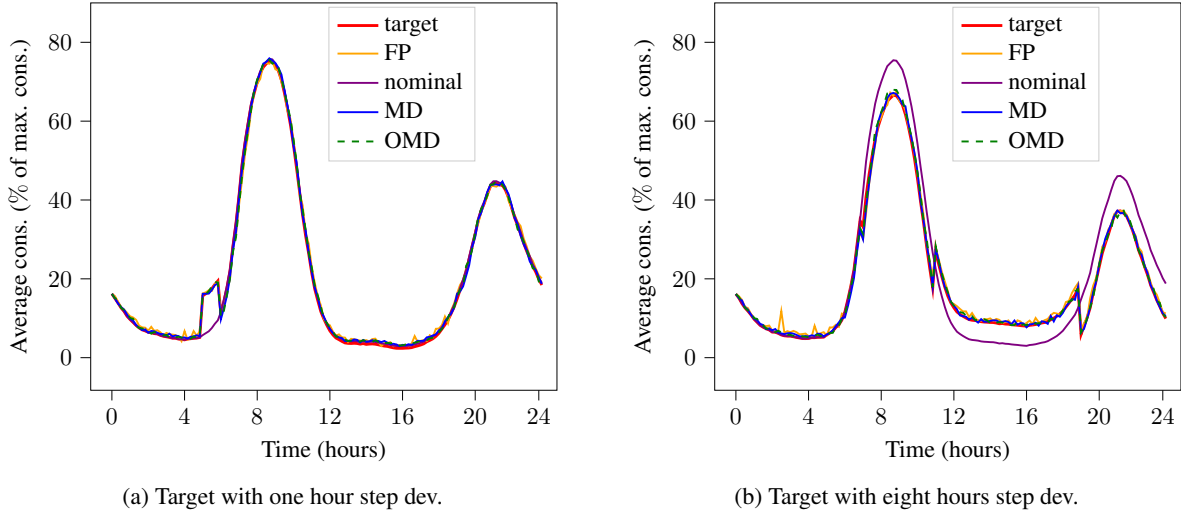 target
FP
nominal
MD
OMD
80
60
40
20
0
Average cons. (% of max. cons.)
0 4 8 12 16 20 24
Time (hours)
(a) Target with one hour step dev.
target
FP
nominal
MD
OMD
80
60
40
20
0
Average cons. (% of max. cons.)
0 4 8 12 16 20 24
Time (hours)
(b) Target with eight hours step dev.